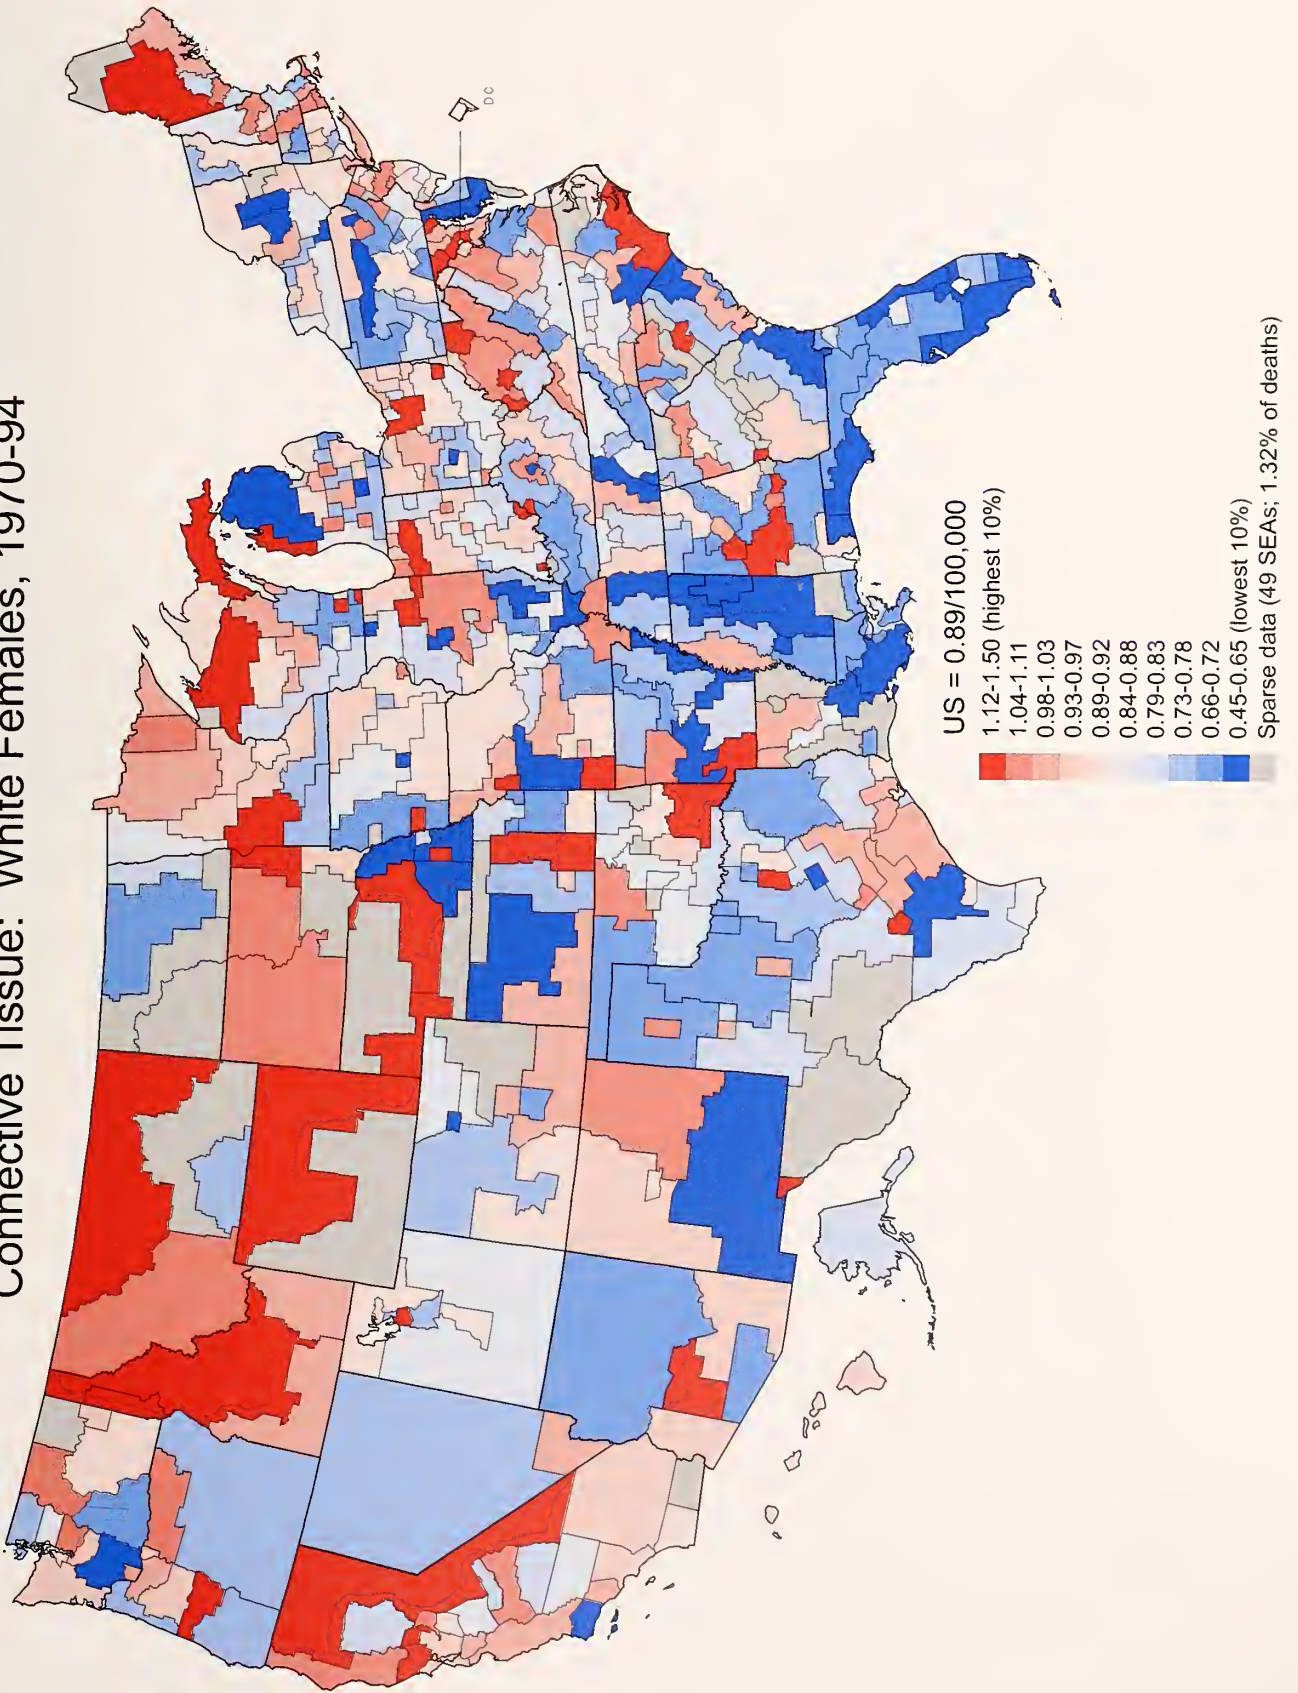 Connective Tissue: White Females, 1970-94
DC
US = 0.89/100,000
1.12-1.50 (highest 10%)
1.04-1.11
0.98-1.03
0.93-0.97
0.89-0.92
0.84-0.88
0.79-0.83
0.73-0.78
0.66-0.72
0.45-0.65 (lowest 10%)
Sparse data (49 SEAs; 1.32% of deaths)